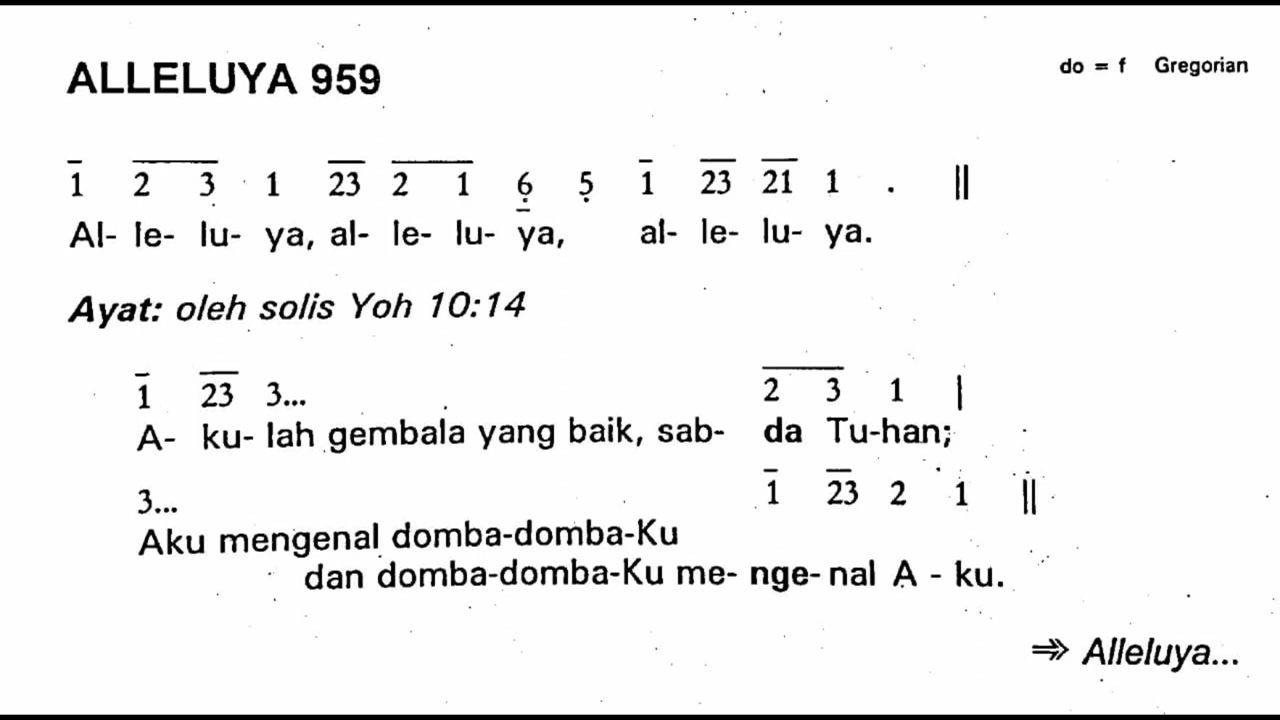 ALLELUYA 959 do = f Gregorian
1 2 3 1 23 2 1 6 5 1 23 21 1 . ||
Al- le- lu- ya, al- le- lu- ya, al- le- lu- ya.
Ayat: oleh solis Yoh 10:14
1 23 3... 2 3 1 |
A- ku- lah gembala yang baik, sab- da Tu-han;
3... 1 23 2 1 ||
Aku mengenal domba-domba-Ku
dan domba-domba-Ku me- nge- nal A - ku.
⇒ Alleluya...